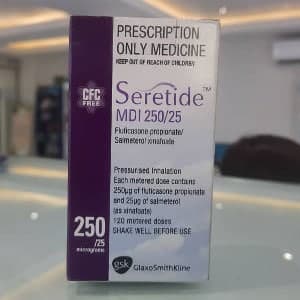 PRESCRIPTION
ONLY MEDICINE
KEEP OUT OF REACH OF CHILDREN
CFC
FREE
Seretide™
MDI 250/25
Fluticasone propionate/
Salmeterol xinafoate
Pressurised Inhalation
Each metered dose contains
250µg of fluticasone propionate
and 25µg of salmeterol
(as xinafoate)
120 metered doses
SHAKE WELL BEFORE USE
250
/25
micrograms
gsk
GlaxoSmithKline